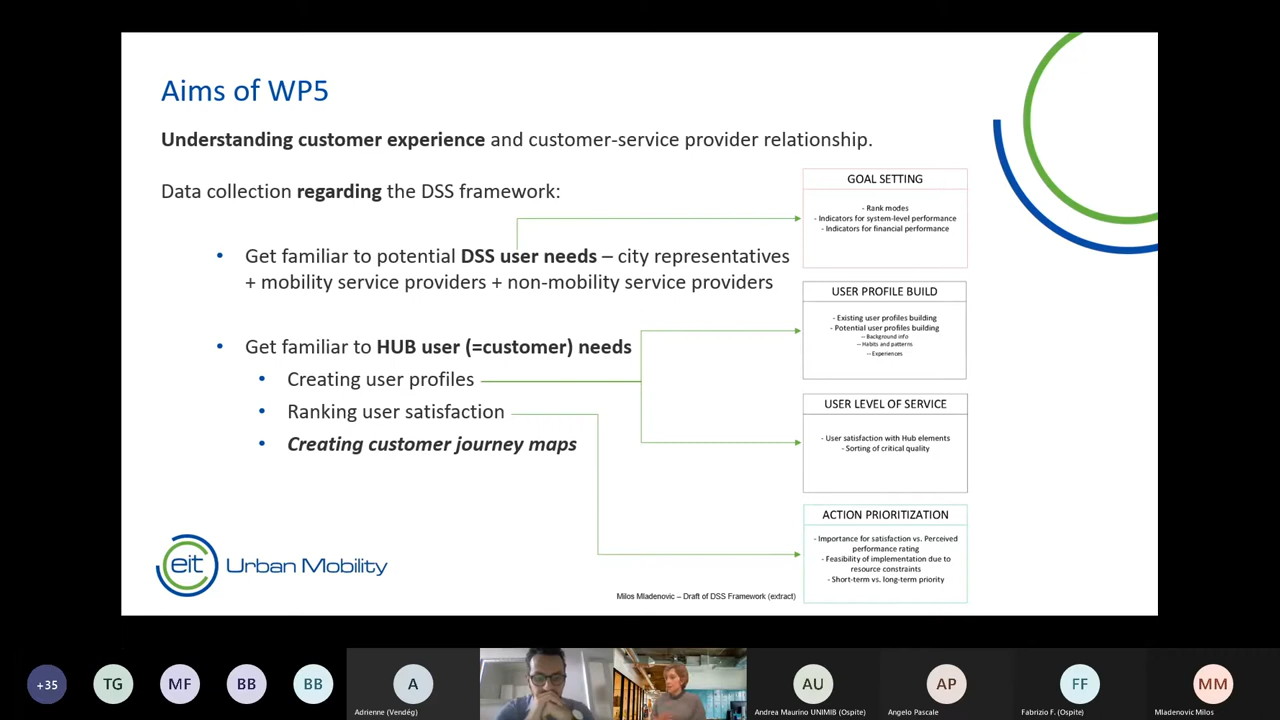 Aims of WP5
Understanding customer experience and customer-service provider relationship.
Data collection regarding the DSS framework:
• Get familiar to potential DSS user needs – city representatives
+ mobility service providers + non-mobility service providers
• Get familiar to HUB user (=customer) needs
• Creating user profiles
• Ranking user satisfaction
• Creating customer journey maps
GOAL SETTING
- Rank modes
- Indicators for system-level performance
- Indicators for financial performance
USER PROFILE BUILD
- Existing user profiles building
- Potential user profiles building
-- Background info
-- Habits and patterns
-- Experiences
USER LEVEL OF SERVICE
- User satisfaction with Hub elements
- Sorting of critical quality
ACTION PRIORITIZATION
- Importance for satisfaction vs. Perceived
performance rating
- Feasibility of implementation due to
resource constraints
- Short-term vs. long-term priority
eit Urban Mobility
Milos Mladenovic – Draft of DSS Framework (extract)
+35
TG
MF
BB
BB
A
AU
AP
FF
MM
Adrienne (Vendég)
Andrea Maurino UNIMIB (Ospite)
Angelo Pascale
Fabrizio F. (Ospite)
Mladenovic Milos